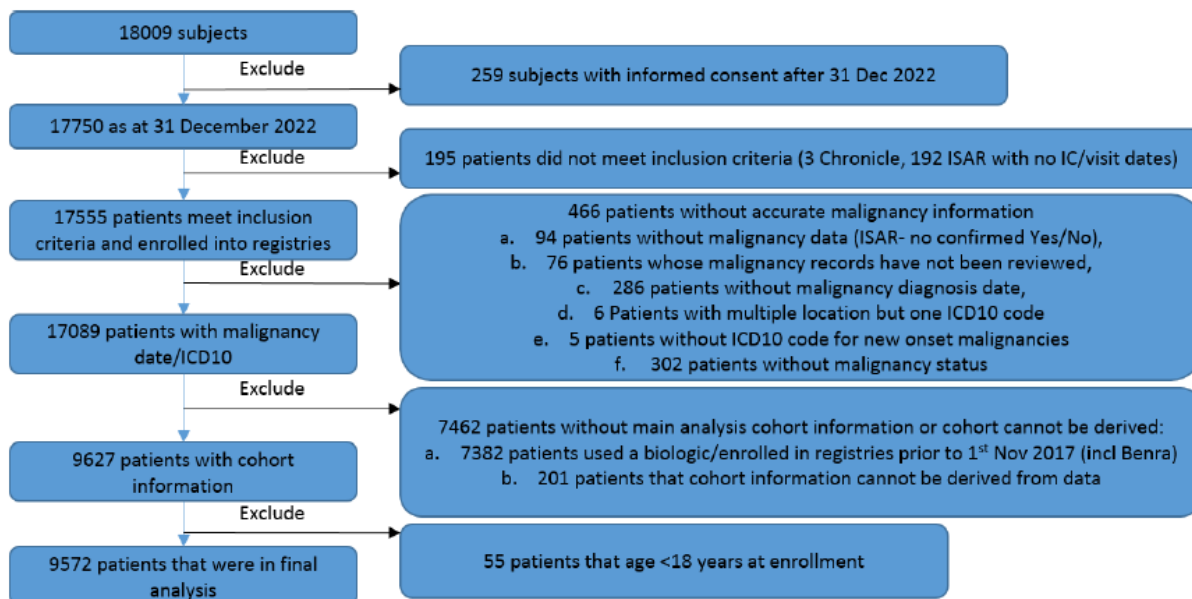 18009 subjects
Exclude
259 subjects with informed consent after 31 Dec 2022
17750 as at 31 December 2022
Exclude
195 patients did not meet inclusion criteria (3 Chronicle, 192 ISAR with no IC/visit dates)
17555 patients meet inclusion
criteria and enrolled into registries
Exclude
466 patients without accurate malignancy information
a. 94 patients without malignancy data (ISAR- no confirmed Yes/No),
b. 76 patients whose malignancy records have not been reviewed,
c. 286 patients without malignancy diagnosis date,
d. 6 Patients with multiple location but one ICD10 code
e. 5 patients without ICD10 code for new onset malignancies
f. 302 patients without malignancy status
17089 patients with malignancy
date/ICD10
Exclude
7462 patients without main analysis cohort information or cohort cannot be derived:
a. 7382 patients used a biologic/enrolled in registries prior to 1st Nov 2017 (incl Benra)
b. 201 patients that cohort information cannot be derived from data
9627 patients with cohort
information
Exclude
55 patients that age <18 years at enrollment
9572 patients that were in final
analysis